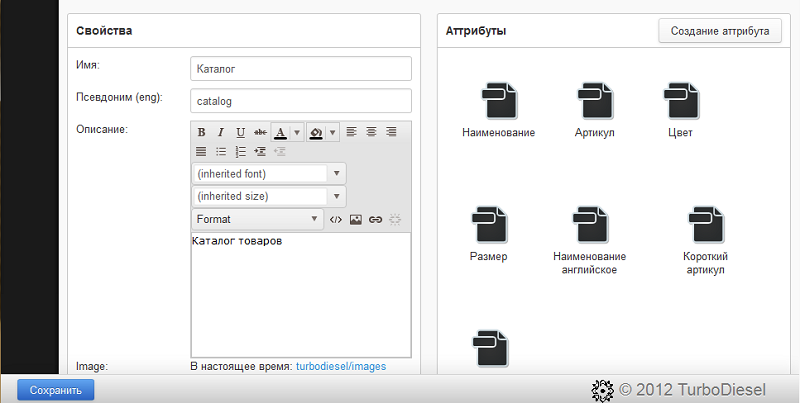 Свойства
Имя:
Каталог
Псевдоним (eng):
catalog
Описание:
B I U abc A
(inherited font)
(inherited size)
Format
Каталог товаров
Image:
В настоящее время: turbodiesel/images
Аттрибуты
Создание аттрибута
Наименование
Артикул
Цвет
Размер
Наименование
английское
Короткий
артикул
Сохранить
© 2012 TurboDiesel